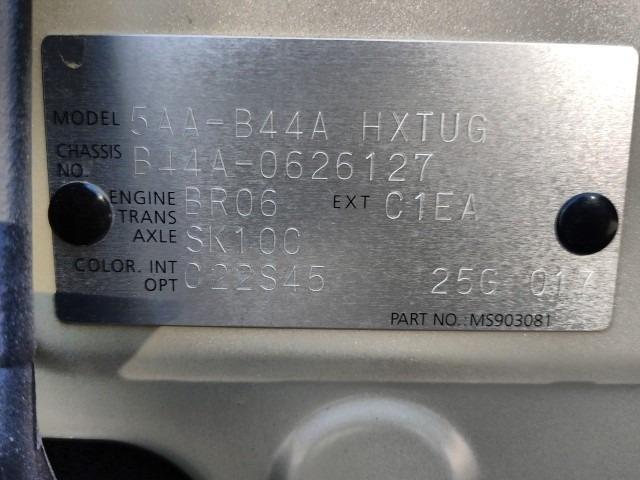 MODEL 5AA-B44A HXTUG
CHASSIS NO. B44A-0626127
ENGINE BR06 EXT C1EA
TRANS AXLE SK10C
COLOR. INT OPT C22S45 25G 017
PART NO.:MS903081